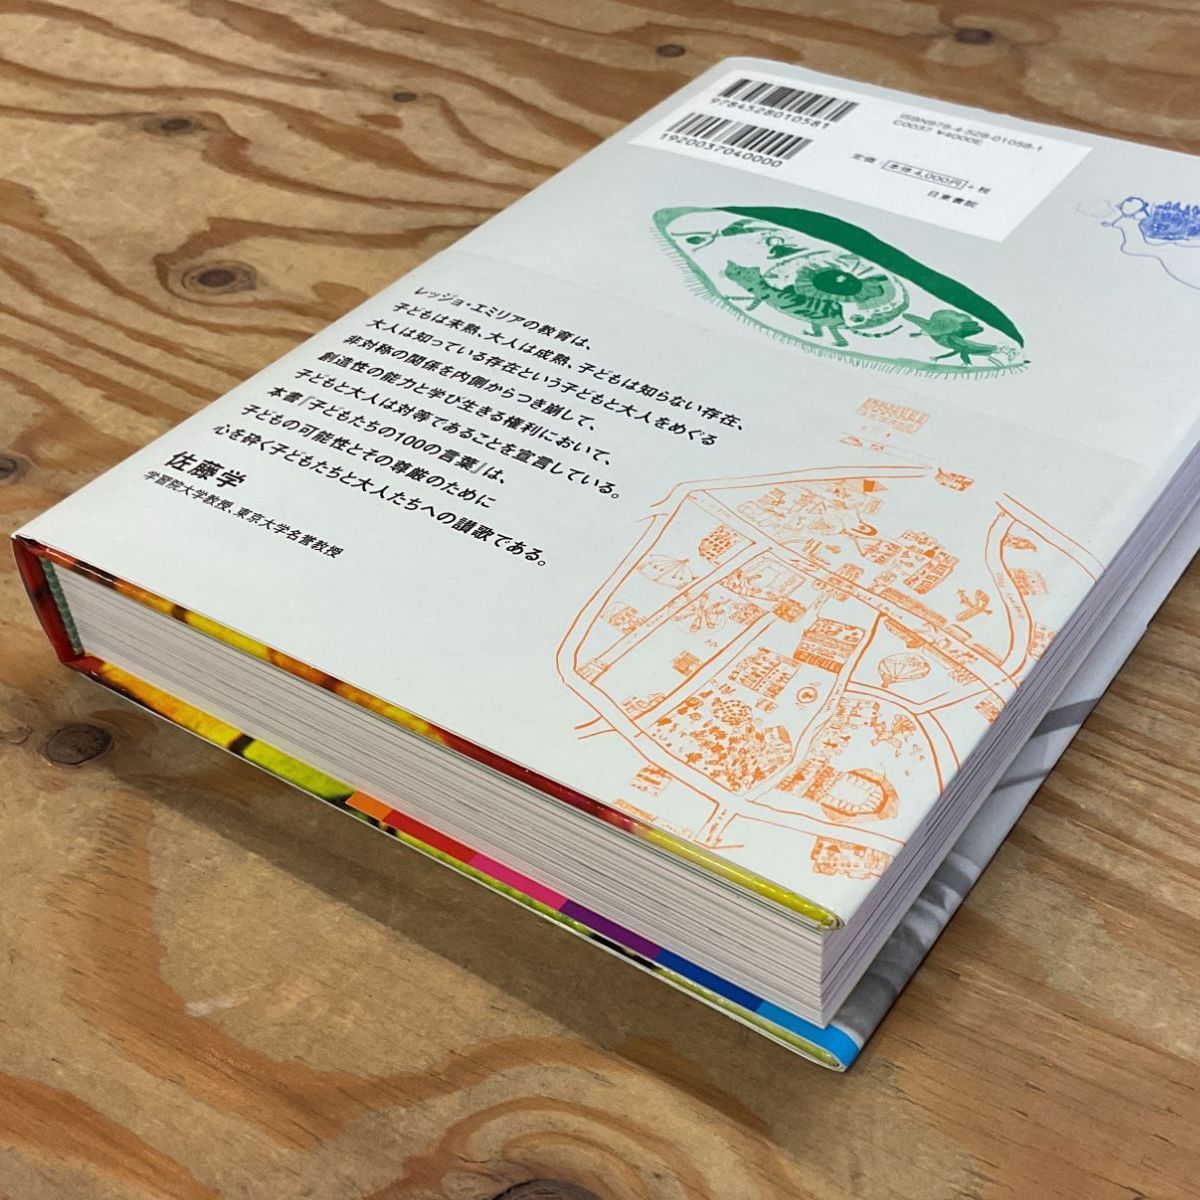 9784528010581
ISBN978-4-528-01058-1
C0037 ¥4000E
1920037040000
定価 本体4,000円 +税
日東書院
レッジョ・エミリアの教育は、
子どもは未熟、大人は成熟、子どもは知らない存在、
大人は知っている存在という子どもと大人をめぐる
非対称の関係を内側からつき崩して、
創造性の能力と学び生きる権利において、
子どもと大人は対等であることを宣言している。
本書『子どもたちの100の言葉』は、
子どもの可能性とその尊厳のために
心を砕く子どもたちと大人たちへの讃歌である。
佐藤学
学習院大学教授、東京大学名誉教授